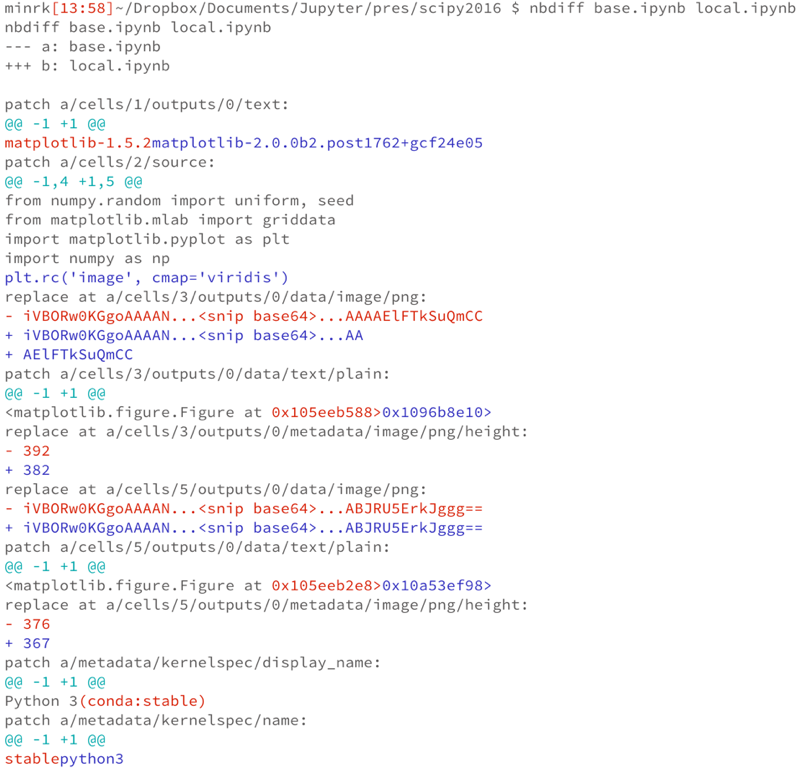 minrk[13:58]~/Dropbox/Documents/Jupyter/pres/scipy2016 $ nbdiff base.ipynb local.ipynb
nbdiff base.ipynb local.ipynb
--- a: base.ipynb
+++ b: local.ipynb
patch a/cells/1/outputs/0/text:
@@ -1 +1 @@
matplotlib-1.5.2matplotlib-2.0.0b2.post1762+gcf24e05
patch a/cells/2/source:
@@ -1,4 +1,5 @@
from numpy.random import uniform, seed
from matplotlib.mlab import griddata
import matplotlib.pyplot as plt
import numpy as np
plt.rc('image', cmap='viridis')
replace at a/cells/3/outputs/0/data/image/png:
- iVBORw0KGgoAAAAN...<snip base64>...AAAAElFTkSuQmCC
+ iVBORw0KGgoAAAAN...<snip base64>...AA
+ AElFTkSuQmCC
patch a/cells/3/outputs/0/data/text/plain:
@@ -1 +1 @@
<matplotlib.figure.Figure at 0x105eeb588>0x1096b8e10>
replace at a/cells/3/outputs/0/metadata/image/png/height:
- 392
+ 382
replace at a/cells/5/outputs/0/data/image/png:
- iVBORw0KGgoAAAAN...<snip base64>...ABJRU5ErkJggg==
+ iVBORw0KGgoAAAAN...<snip base64>...ABJRU5ErkJggg==
patch a/cells/5/outputs/0/data/text/plain:
@@ -1 +1 @@
<matplotlib.figure.Figure at 0x105eeb2e8>0x10a53ef98>
replace at a/cells/5/outputs/0/metadata/image/png/height:
- 376
+ 367
patch a/metadata/kernelspec/display_name:
@@ -1 +1 @@
Python 3(conda:stable)
patch a/metadata/kernelspec/name:
@@ -1 +1 @@
stablepython3